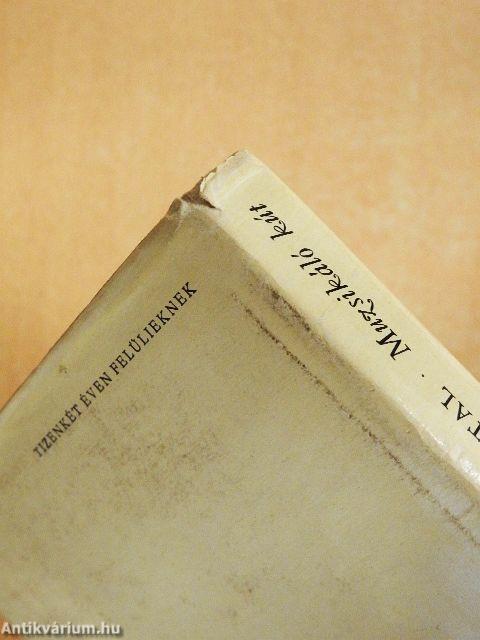 TAL · Muzsikáló kút
TIZENKÉT ÉVEN FELÜLIEKNEK
Antikvárium.hu